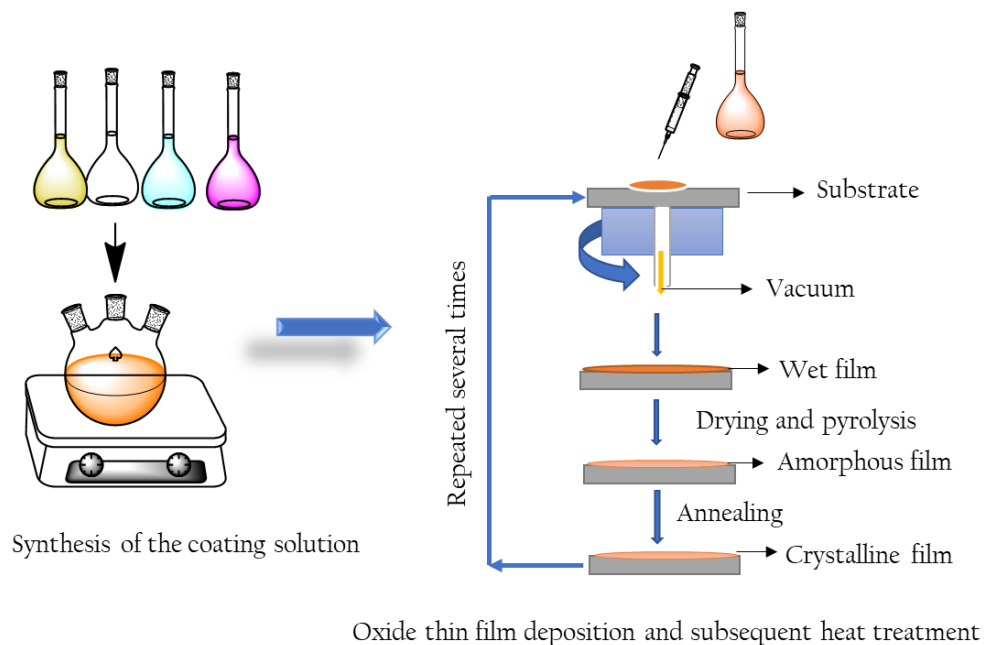 Synthesis of the coating solution
Repeated several times
Substrate
Vacuum
Wet film
Drying and pyrolysis
Amorphous film
Annealing
Crystalline film
Oxide thin film deposition and subsequent heat treatment